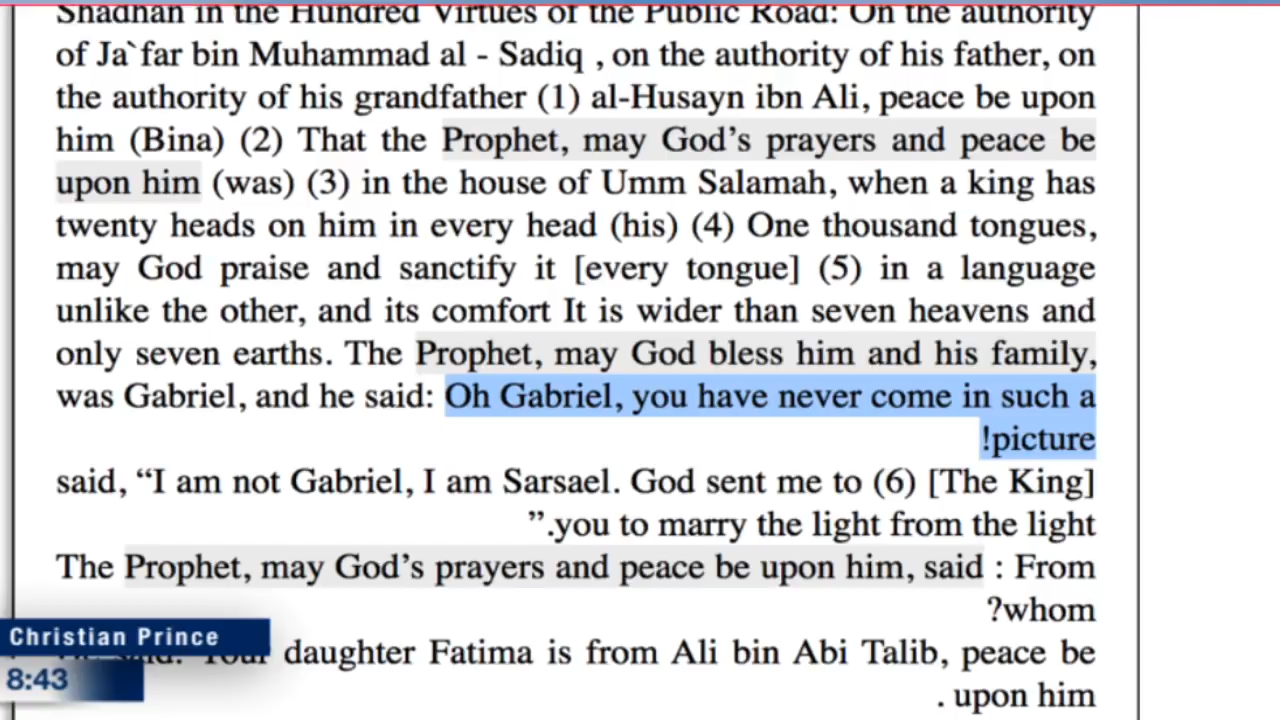 Shadhan in the Hundred Virtues of the Public Road: On the authority
of Ja`far bin Muhammad al - Sadiq , on the authority of his father, on
the authority of his grandfather (1) al-Husayn ibn Ali, peace be upon
him (Bina) (2) That the Prophet, may God’s prayers and peace be
upon him (was) (3) in the house of Umm Salamah, when a king has
twenty heads on him in every head (his) (4) One thousand tongues,
may God praise and sanctify it [every tongue] (5) in a language
unlike the other, and its comfort It is wider than seven heavens and
only seven earths. The Prophet, may God bless him and his family,
was Gabriel, and he said: Oh Gabriel, you have never come in such a
!picture
said, “I am not Gabriel, I am Sarsael. God sent me to (6) [The King]
”.you to marry the light from the light
The Prophet, may God’s prayers and peace be upon him, said : From
?whom
daughter Fatima is from Ali bin Abi Talib, peace be
. upon him
Christian Prince
8:43